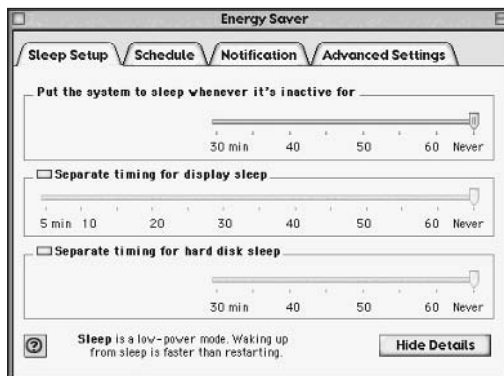 Energy Saver
Sleep Setup Schedule Notification Advanced Settings
Put the system to sleep whenever it's inactive for
30 min 40 50 60 Never
Separate timing for display sleep
5 min 10 20 30 40 50 60 Never
Separate timing for hard disk sleep
30 min 40 50 60 Never
? Sleep is a low-power mode. Waking up
from sleep is faster than restarting.
Hide Details